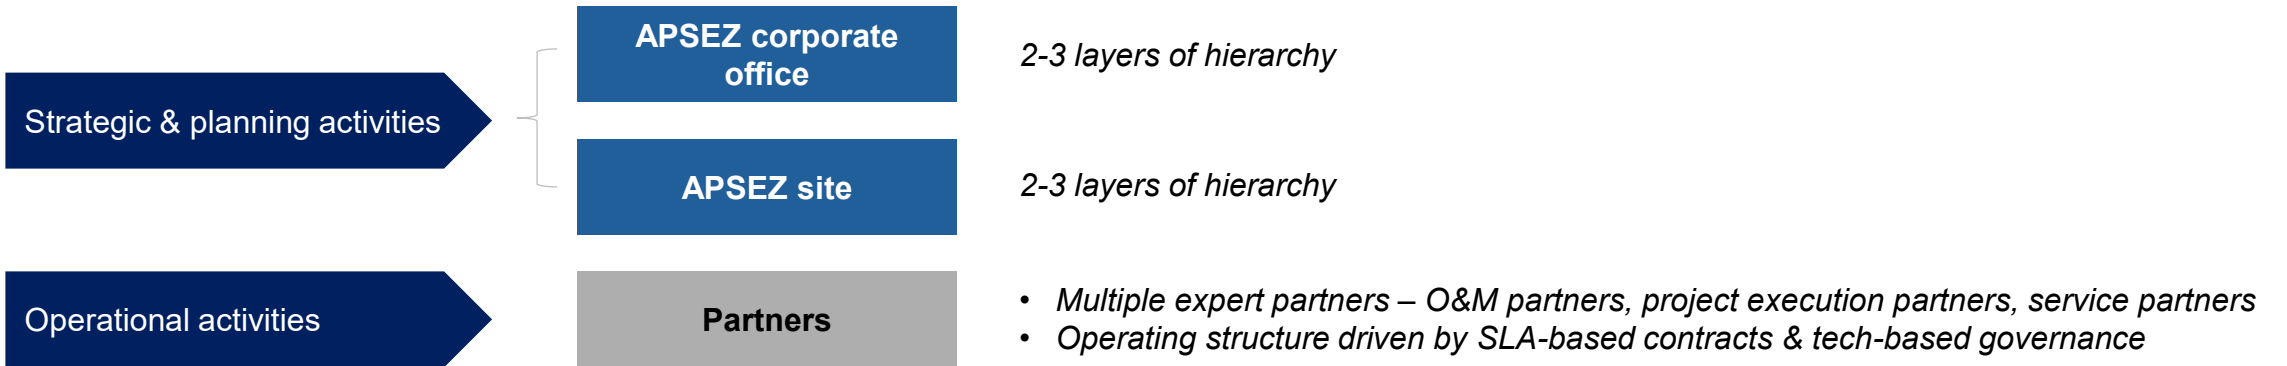 APSEZ corporate
office
2-3 layers of hierarchy
Strategic & planning activities
APSEZ site
2-3 layers of hierarchy
Operational activities
Partners
• Multiple expert partners – O&M partners, project execution partners, service partners
• Operating structure driven by SLA-based contracts & tech-based governance